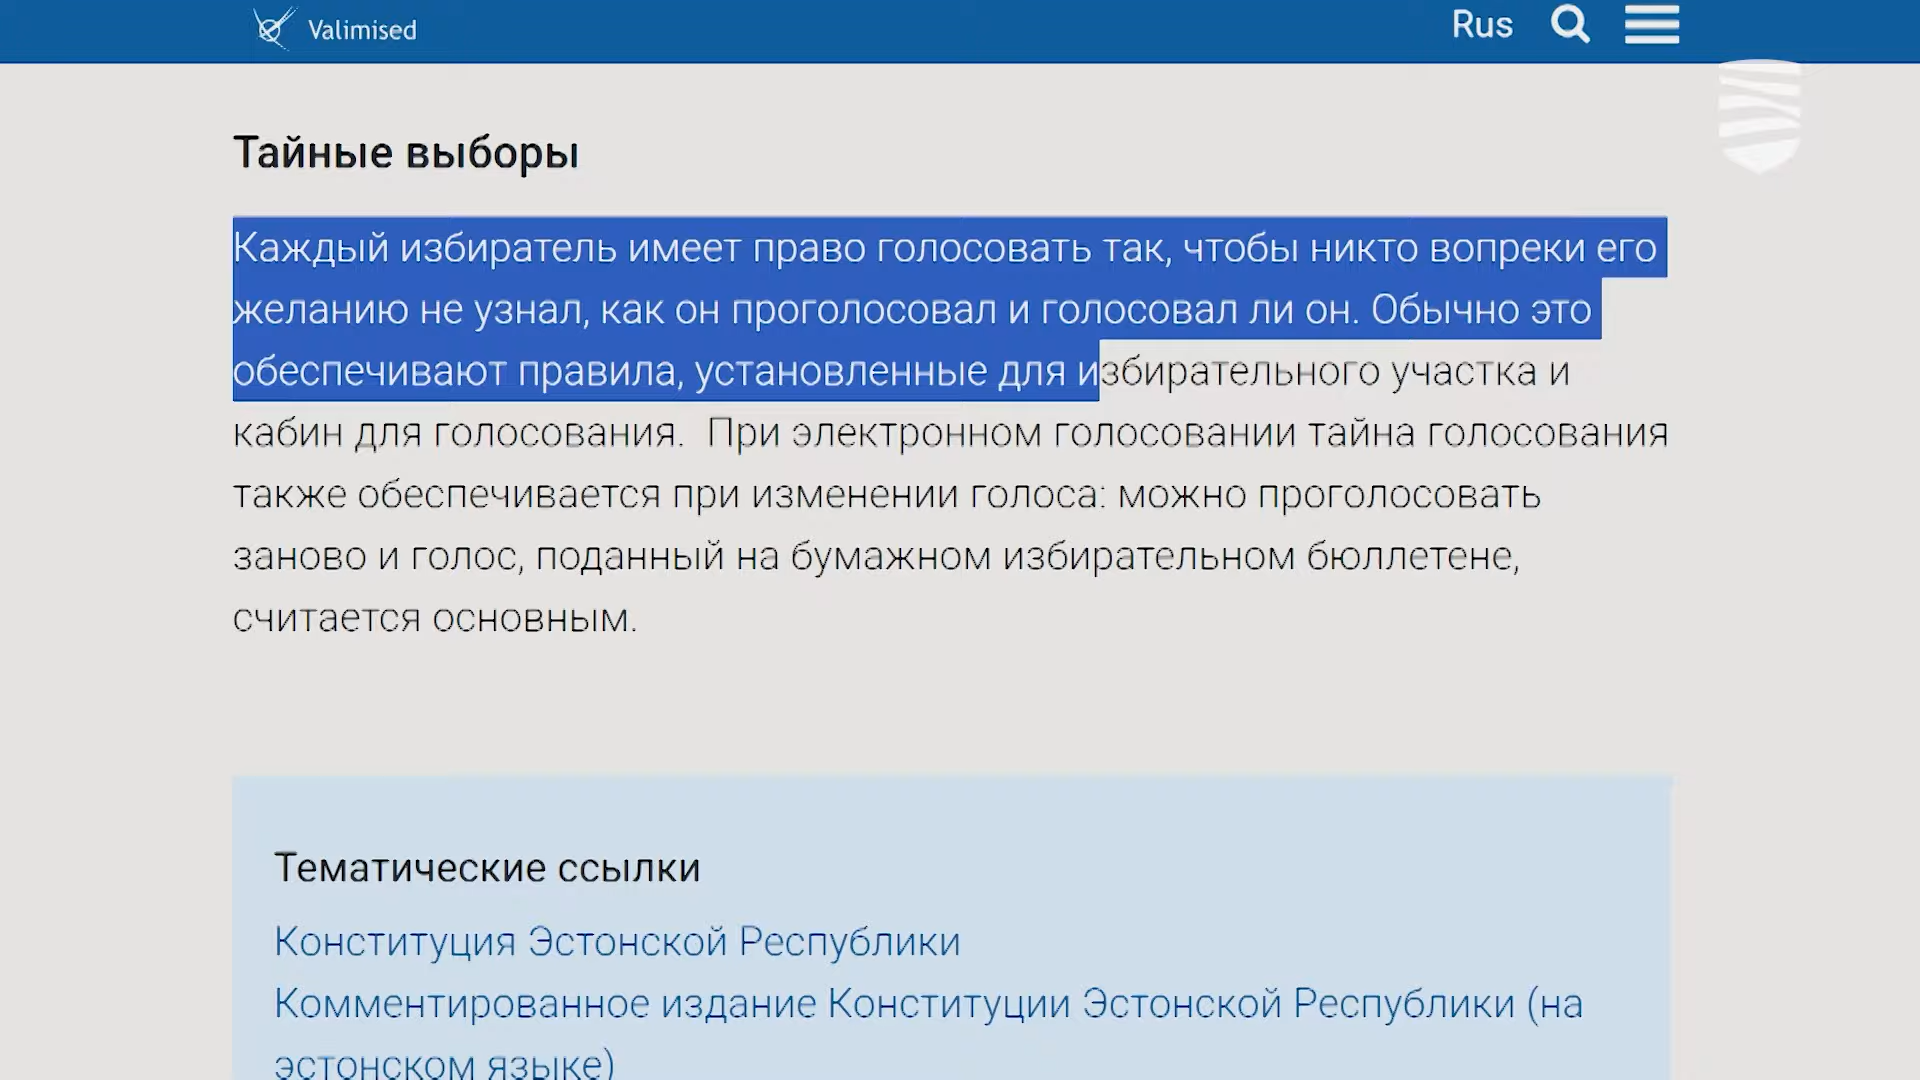 Valimised
Rus
Тайные выборы
Каждый избиратель имеет право голосовать так, чтобы никто вопреки его
желанию не узнал, как он проголосовал и голосовал ли он. Обычно это
обеспечивают правила, установленные для избирательного участка и
кабин для голосования. При электронном голосовании тайна голосования
также обеспечивается при изменении голоса: можно проголосовать
заново и голос, поданный на бумажном избирательном бюллетене,
считается основным.
Тематические ссылки
Конституция Эстонской Республики
Комментированное издание Конституции Эстонской Республики (на
эстонском языке)